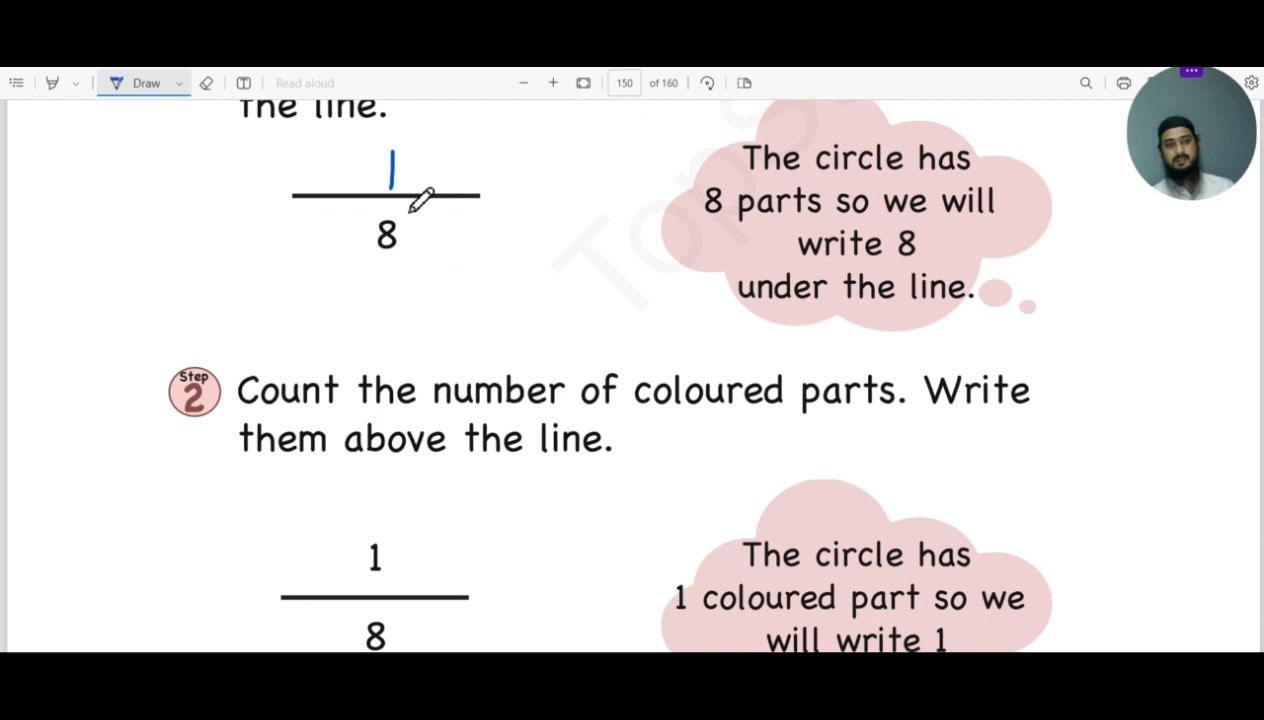 Draw
Read aloud
150 of 160
the line.
1
8
The circle has
8 parts so we will
write 8
under the line.
Step
2
Count the number of coloured parts. Write
them above the line.
1
8
The circle has
1 coloured part so we
will write 1